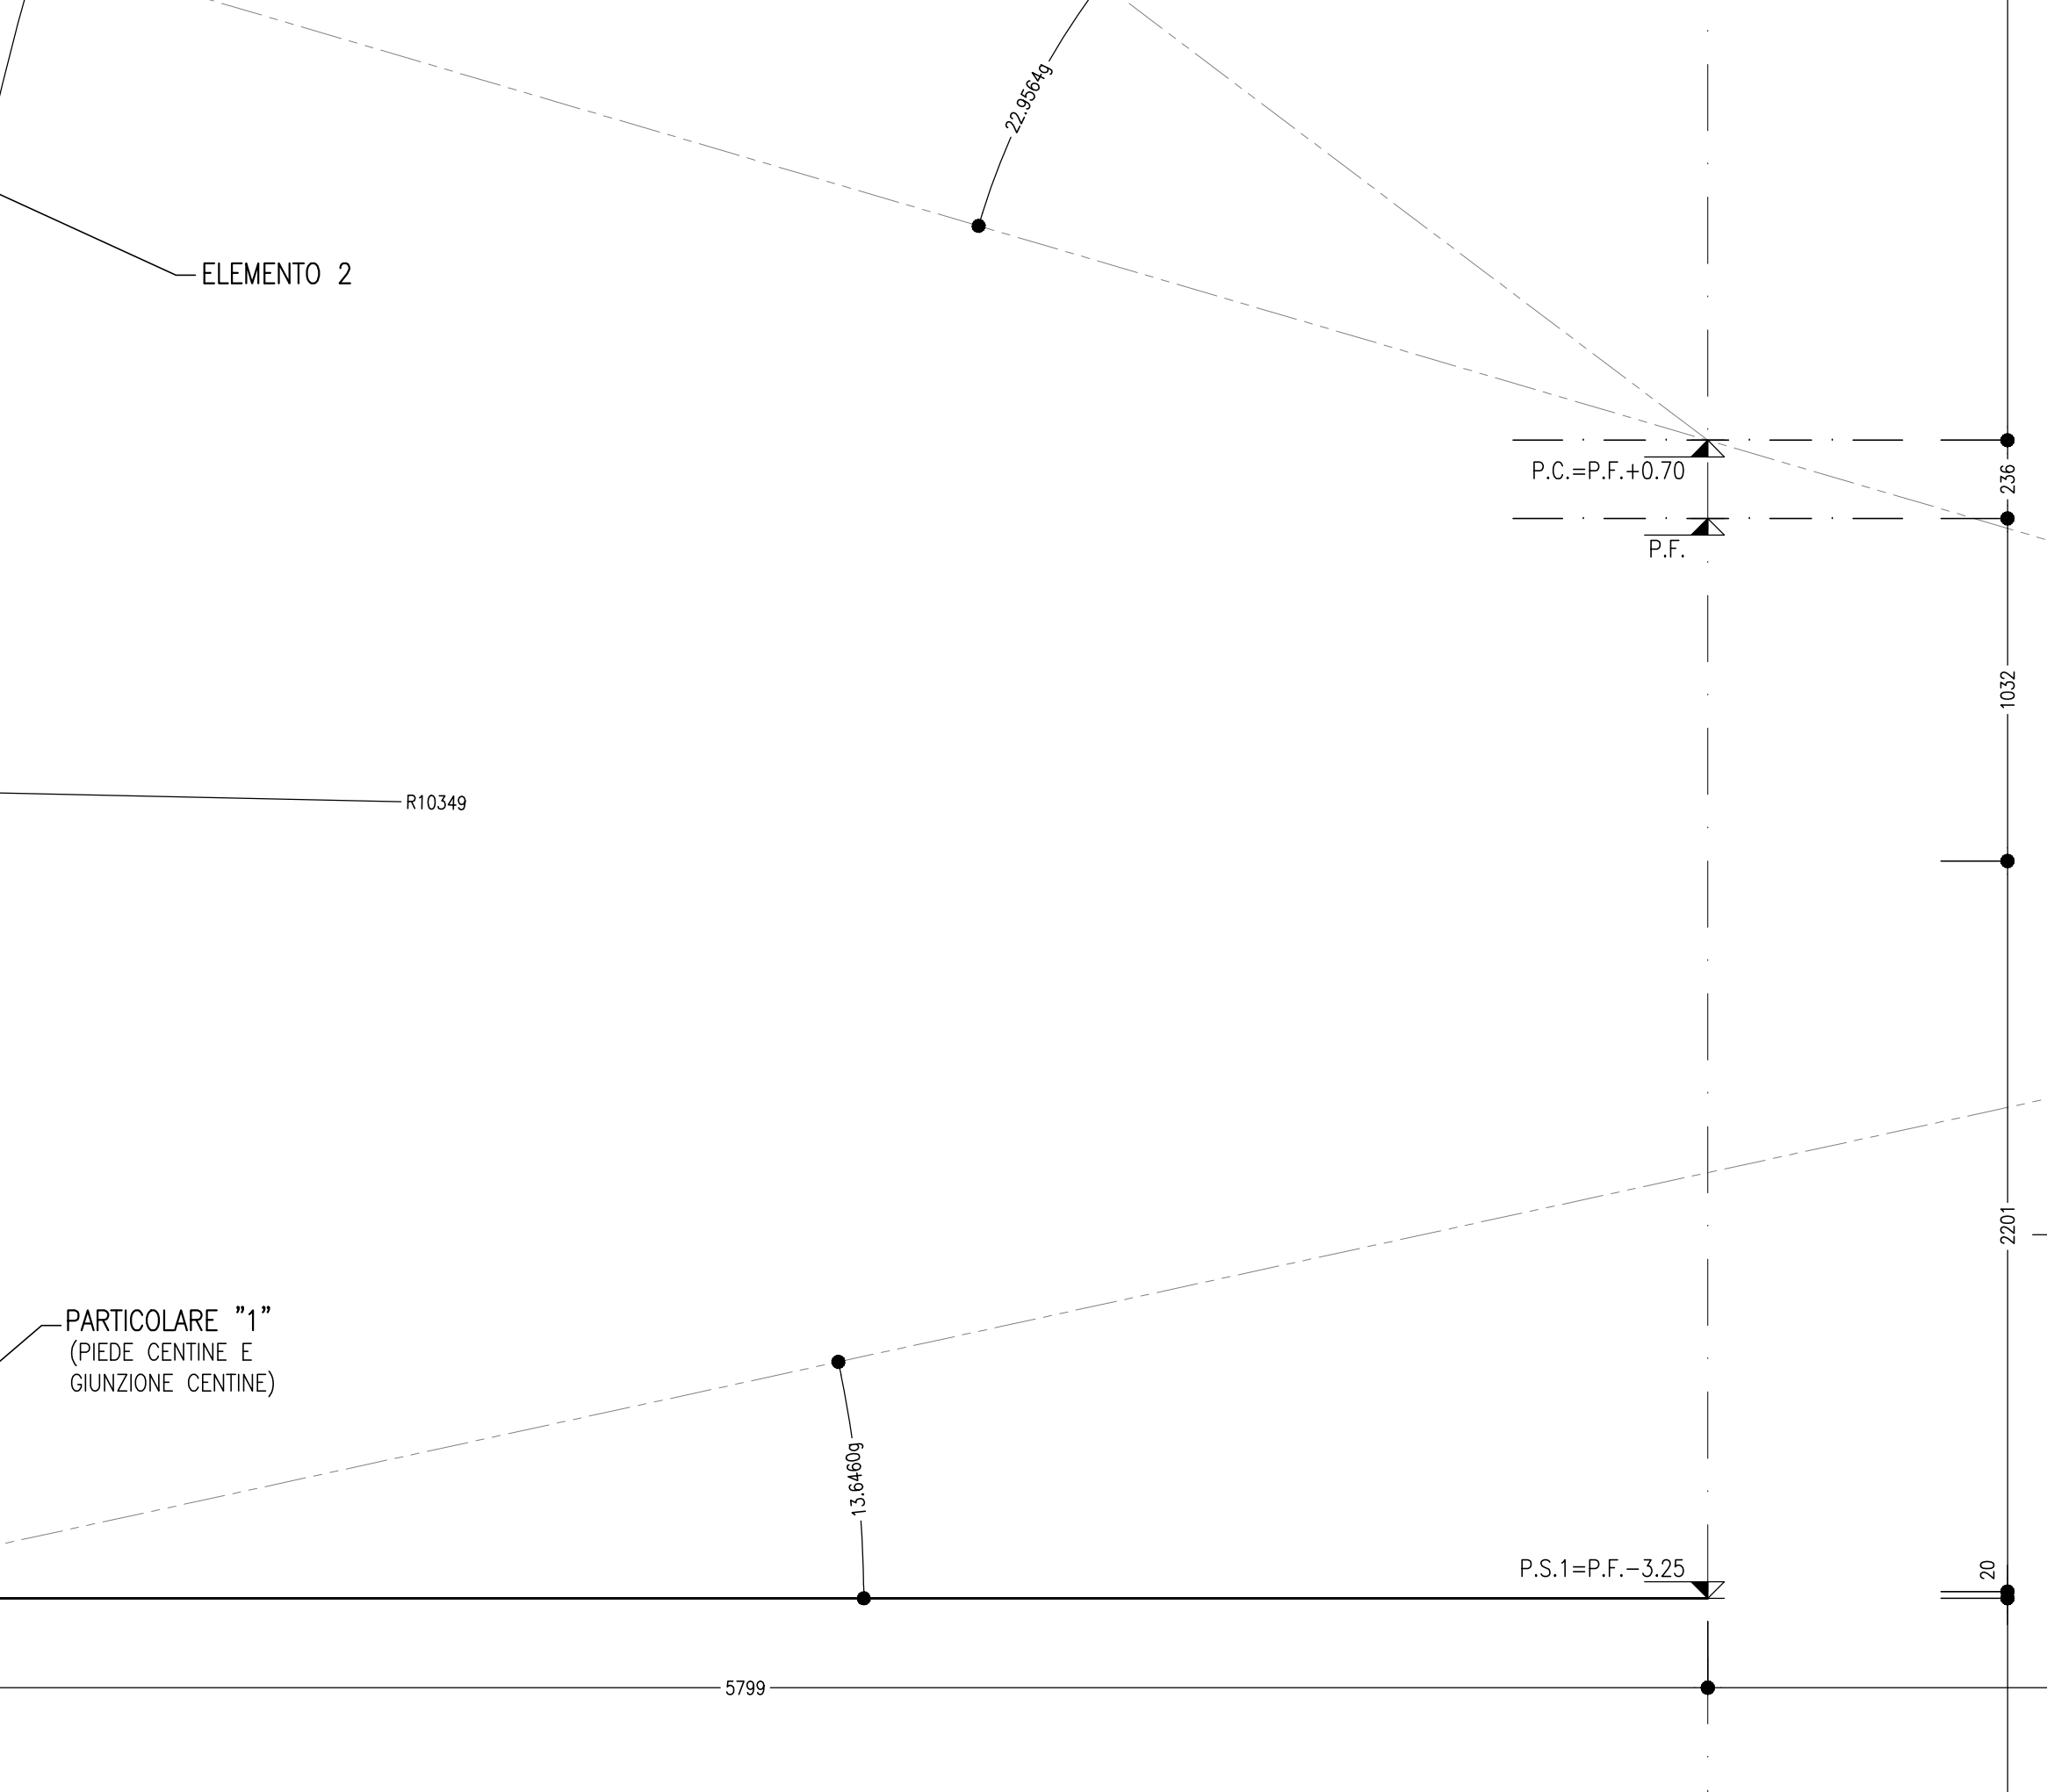 22.9564g
ELEMENTO 2
P.C.=P.F.+0.70
236
P.F.
1032
R10349
2201
PARTICOLARE "1"
(PIEDE CENTINE E
GIUNZIONE CENTINE)
13.6460g
P.S.1=P.F.-3.25
20
5799